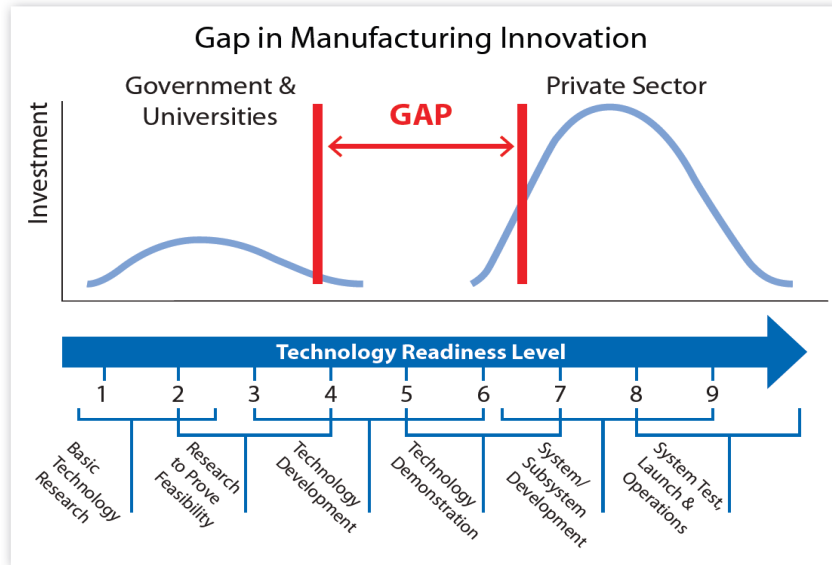 Gap in Manufacturing Innovation
Government &
Universities
GAP
Private Sector
Investment
Technology Readiness Level
1 2 3 4 5 6 7 8 9
Basic
Technology
Research
Research
to Prove
Feasibility
Technology
Development
Technology
Demonstration
System/
Subsystem
Development
System Test,
Launch &
Operations